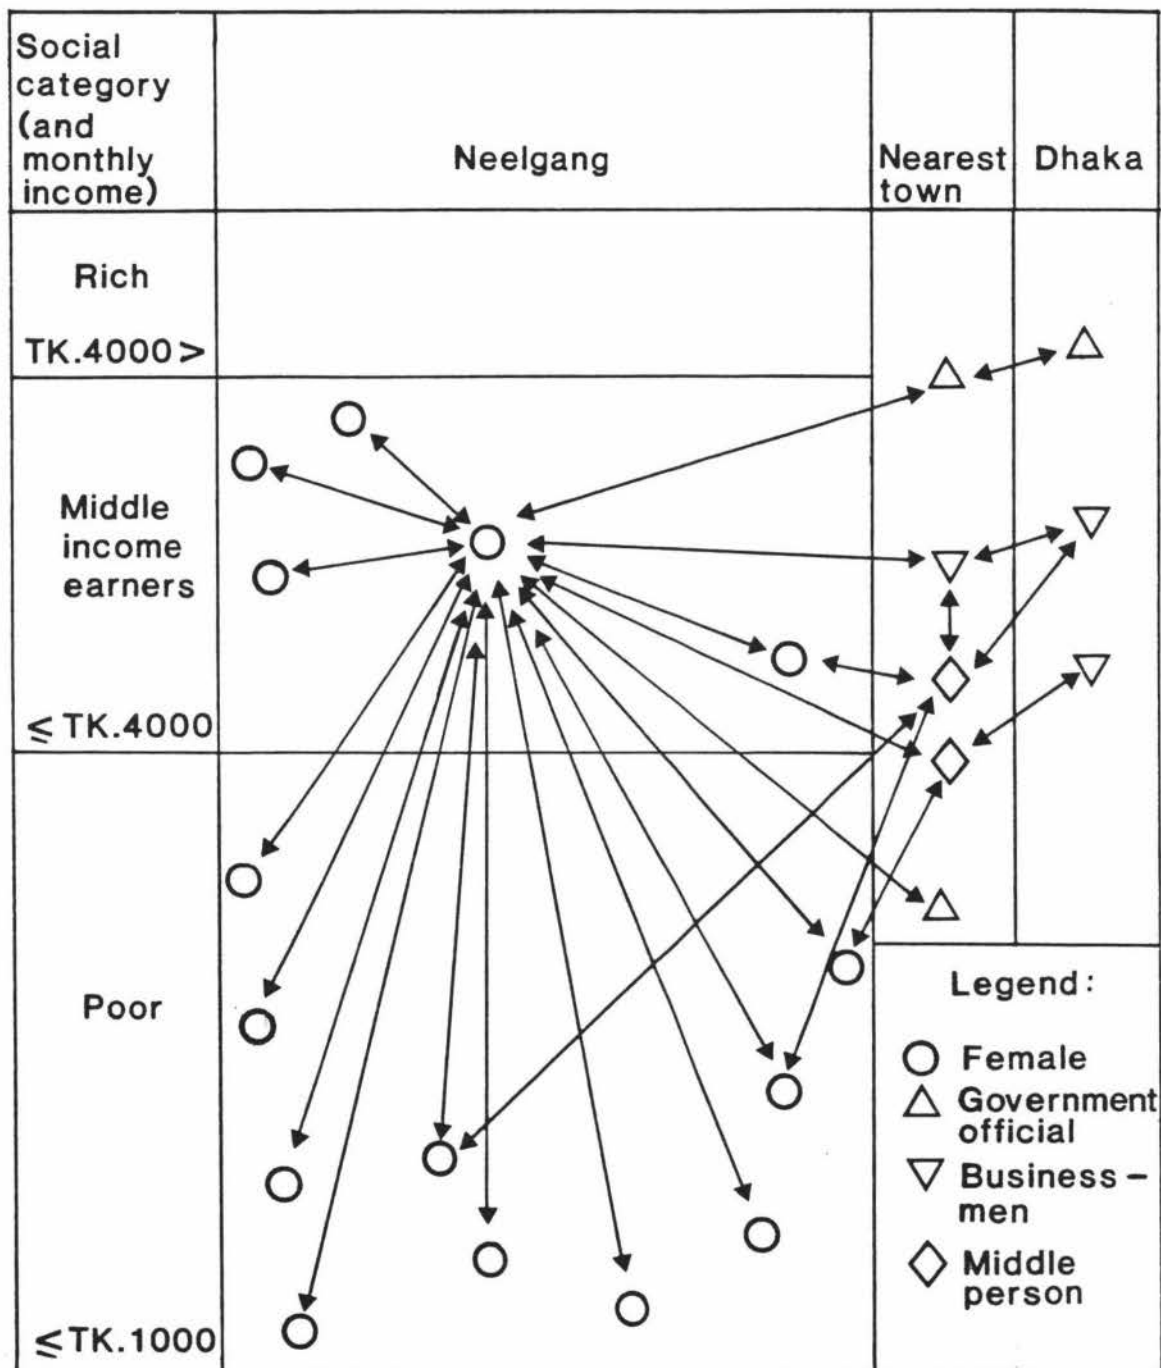 Social
category
(and
monthly
income)
Neelgang
Nearest
town
Dhaka
Rich
TK.4000 >
Middle
income
earners
≤ TK.4000
Poor
≤TK.1000
Legend :
Female
Government
official
Business –
men
Middle
person